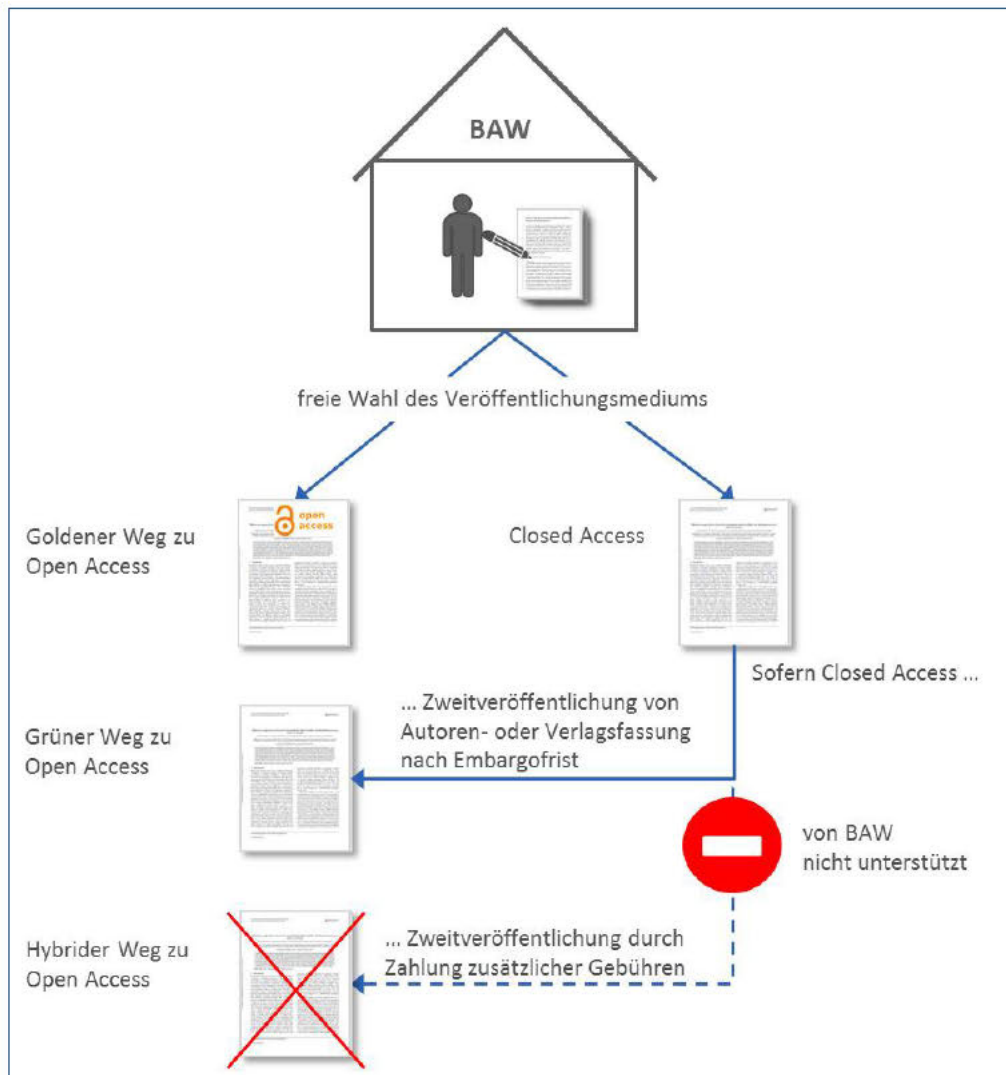 BAW
freie Wahl des Veröffentlichungsmediums
open
access
Goldener Weg zu
Open Access
Closed Access
Sofern Closed Access ...
... Zweitveröffentlichung von
Autoren- oder Verlagsfassung
nach Embargofrist
Grüner Weg zu
Open Access
von BAW
nicht unterstützt
... Zweitveröffentlichung durch
Zahlung zusätzlicher Gebühren
Hybrider Weg zu
Open Access